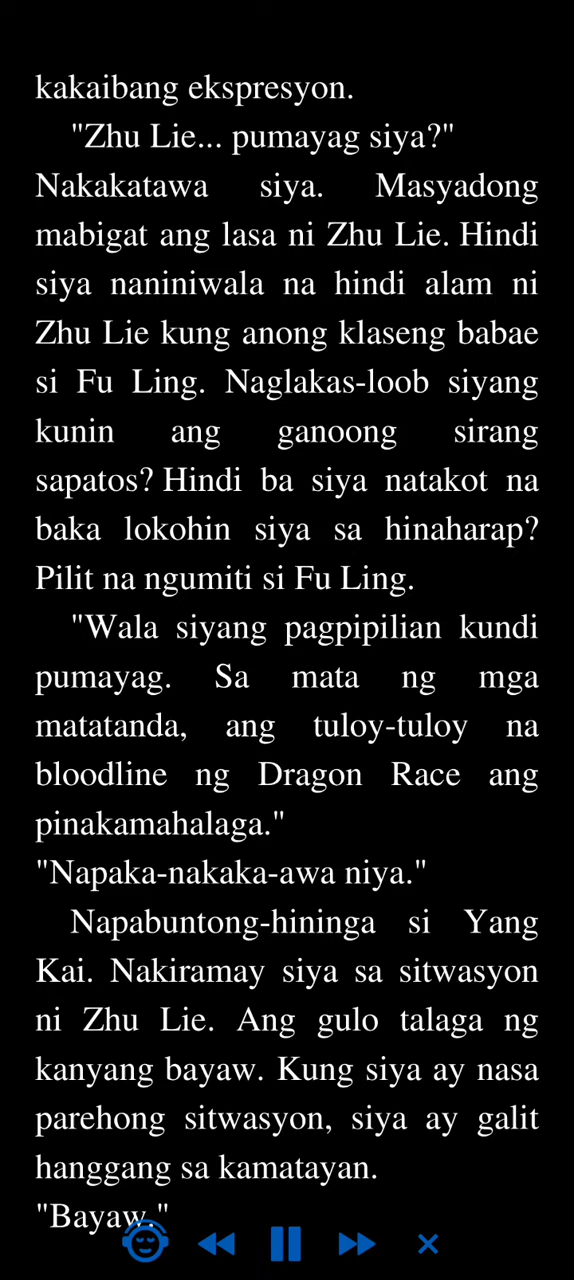 kakaibang ekspresyon.
"Zhu Lie... pumayag siya?"
Nakakatawa siya. Masyadong
mabigat ang lasa ni Zhu Lie. Hindi
siya naniniwala na hindi alam ni
Zhu Lie kung anong klaseng babae
si Fu Ling. Naglakas-loob siyang
kunin ang ganoong sirang
sapatos? Hindi ba siya natakot na
baka lokohin siya sa hinaharap?
Pilit na ngumiti si Fu Ling.
"Wala siyang pagpipilian kundi
pumayag. Sa mata ng mga
matatanda, ang tuloy-tuloy na
bloodline ng Dragon Race ang
pinakamahalaga."
"Napaka-nakaka-awa niya."
Napabuntong-hininga si Yang
Kai. Nakiramay siya sa sitwasyon
ni Zhu Lie. Ang gulo talaga ng
kanyang bayaw. Kung siya ay nasa
parehong sitwasyon, siya ay galit
hanggang sa kamatayan.
"Bayaw."